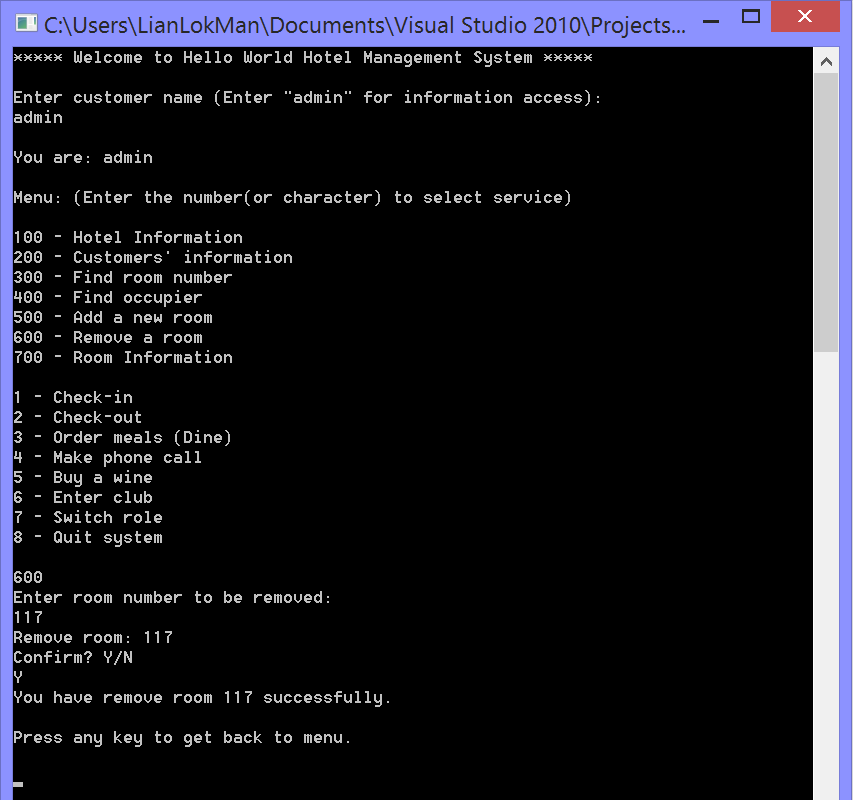 C:\Users\LianLokMan\Documents\Visual Studio 2010\Projects...
***** Welcome to Hello World Hotel Management System *****
Enter customer name (Enter "admin" for information access):
admin
You are: admin
Menu: (Enter the number(or character) to select service)
100 - Hotel Information
200 - Customers' information
300 - Find room number
400 - Find occupier
500 - Add a new room
600 - Remove a room
700 - Room Information
1 - Check-in
2 - Check-out
3 - Order meals (Dine)
4 - Make phone call
5 - Buy a wine
6 - Enter club
7 - Switch role
8 - Quit system
600
Enter room number to be removed:
117
Remove room: 117
Confirm? Y/N
Y
You have remove room 117 successfully.
Press any key to get back to menu.